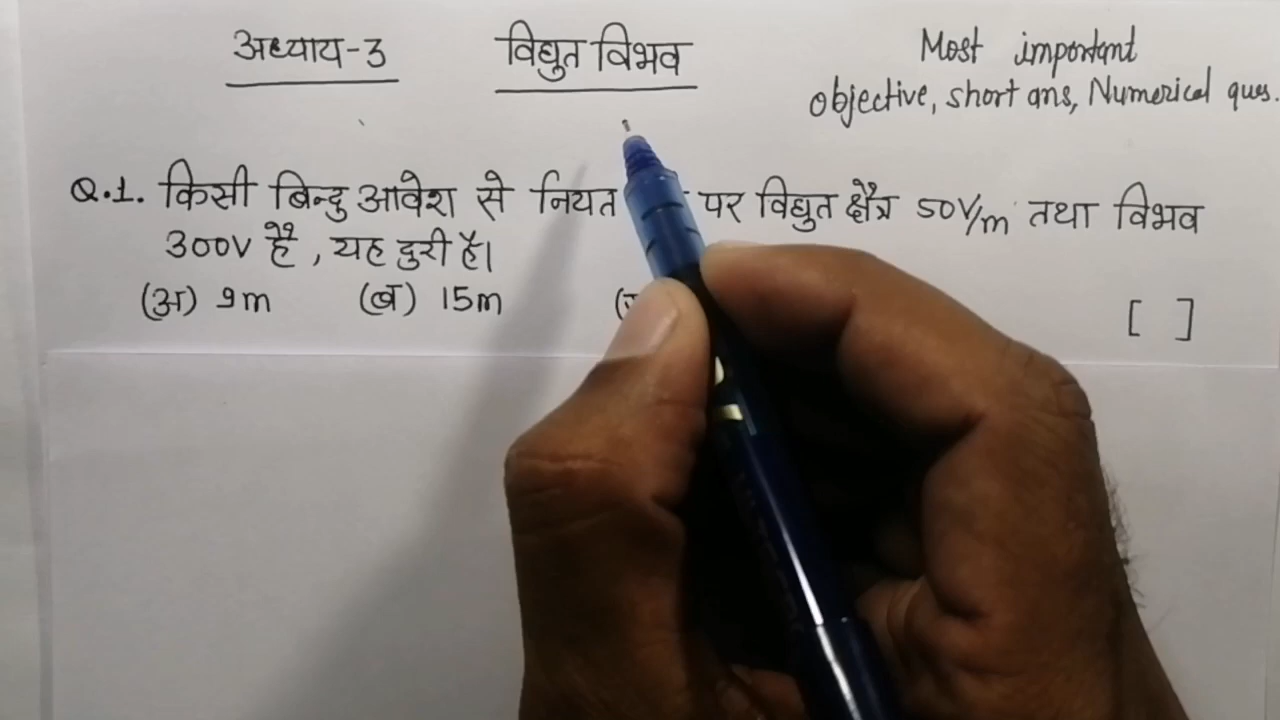 अध्याय-3
विद्युत विभव
Most important
objective, short ans, Numerical ques.
Q.1. किसी बिन्दु आवेश से नियत पर विद्युत क्षैत्र 50V/m तथा विभव
300V है , यह दुरी है।
(अ) 9m (ब) 15m [ ]